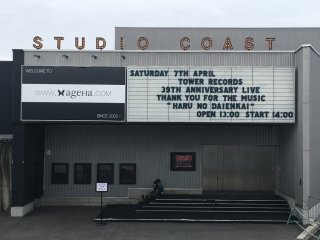 STUDIO COAST
WELCOME TO
WWW.ageHa.COM
SINCE 2002~
SATURDAY 7TH APRIL
TOWER RECORDS
39TH ANNIVERSARY LIVE
THANK YOU FOR THE MUSIC
"HARU NO DAIENKAI"
OPEN 13:00 START 14:00